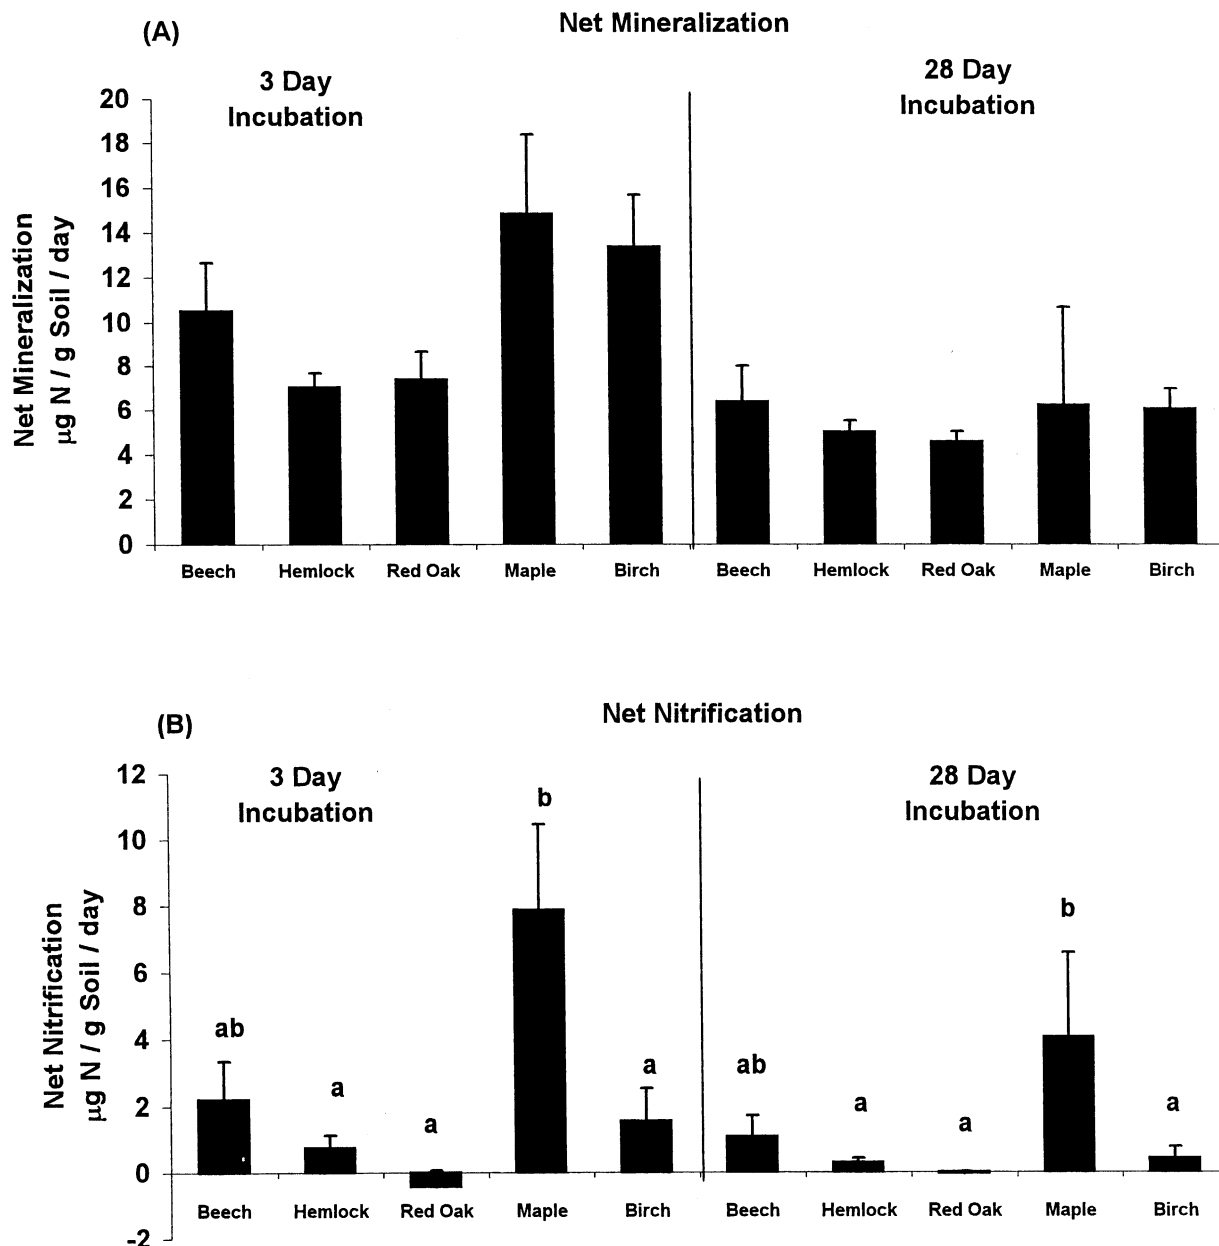 (A)
Net Mineralization
3 Day
Incubation
28 Day
Incubation
Net Mineralization
µg N / g Soil / day
20
18
16
14
12
10
8
6
4
2
0
Beech Hemlock Red Oak Maple Birch Beech Hemlock Red Oak Maple Birch
(B)
Net Nitrification
3 Day
Incubation
28 Day
Incubation
Net Nitrification
µg N / g Soil / day
12
10
8
6
4
2
0
-2
ab a a b a ab a a b a
Beech Hemlock Red Oak Maple Birch Beech Hemlock Red Oak Maple Birch